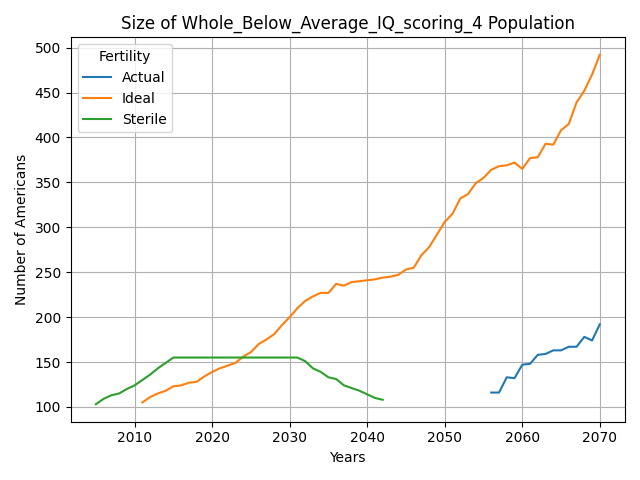 Size of Whole_Below_Average_IQ_scoring_4 Population
Fertility
Actual
Ideal
Sterile
Number of Americans
500
450
400
350
300
250
200
150
100
2010 2020 2030 2040 2050 2060 2070
Years